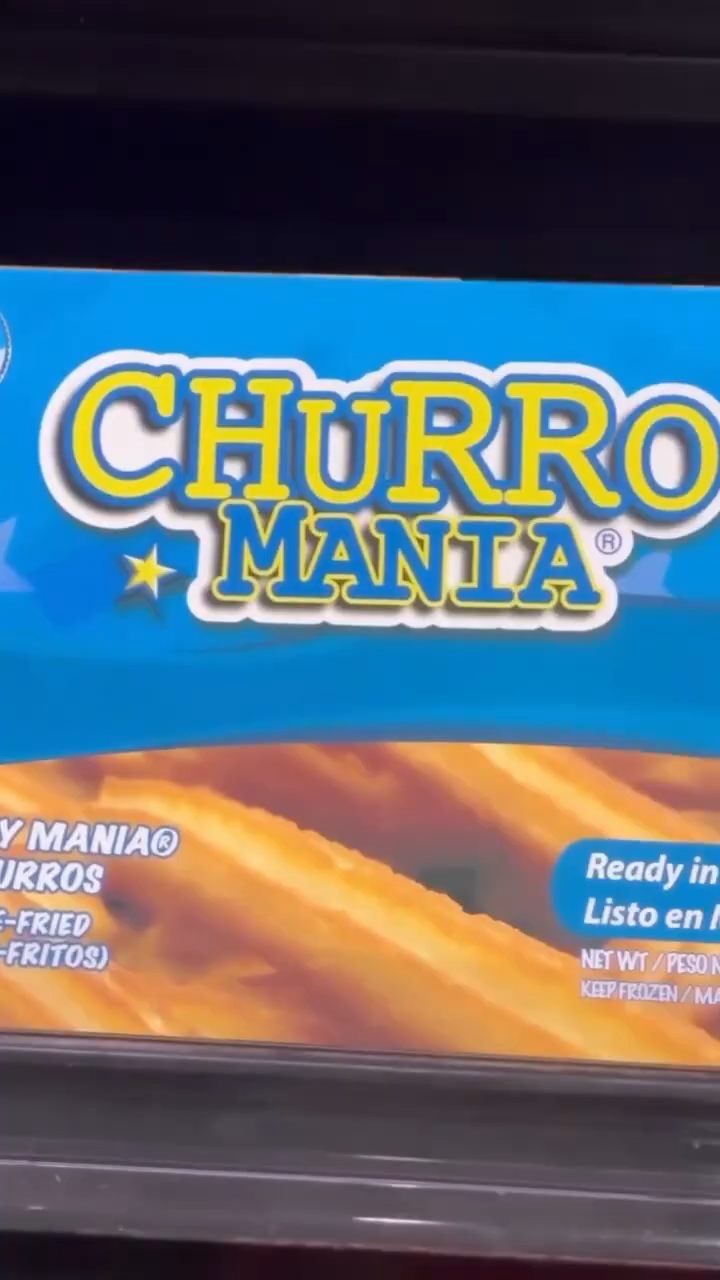 CHURRO
MANIA®
Y MANIA®
URROS
E-FRIED
-FRITOS)
Ready in
Listo en
NET WT / PESO N
KEEP FROZEN / MA